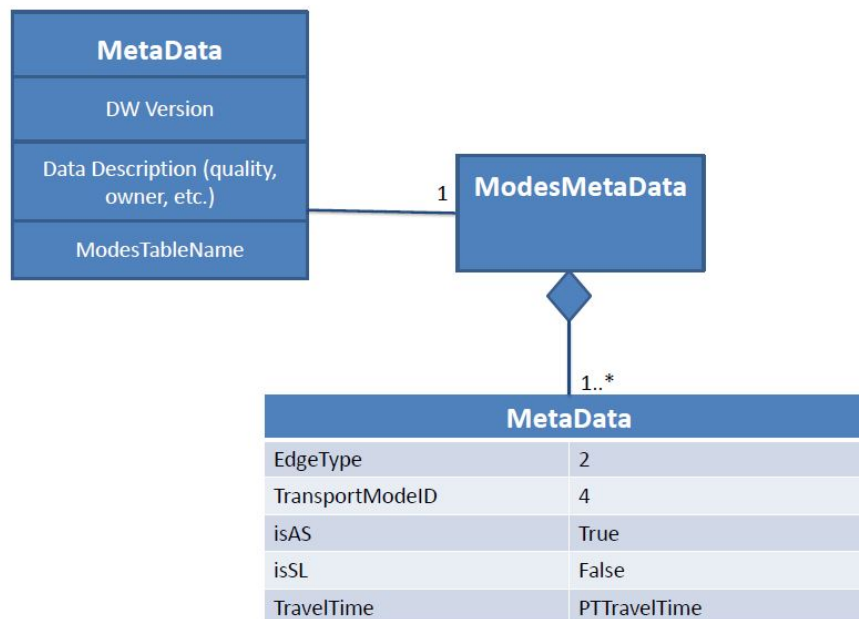 MetaData
DW Version
Data Description (quality,
owner, etc.)
ModesTableName
1
ModesMetaData
1..*
MetaData
EdgeType 2
TransportModeID 4
isAS True
isSL False
TravelTime PTTravelTime